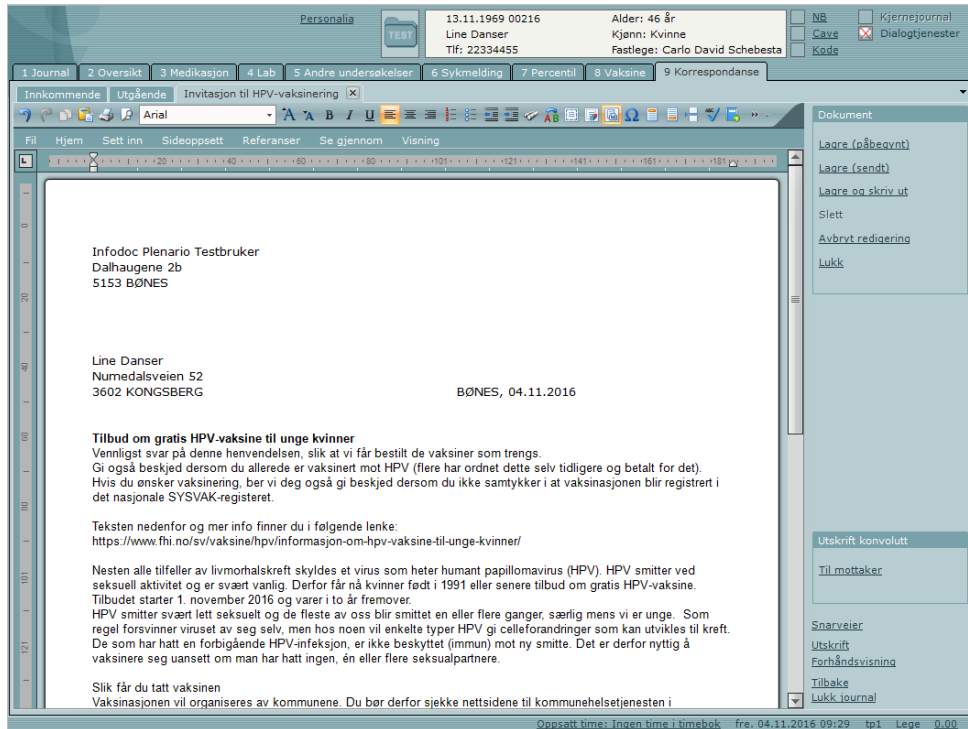 Personalia
TEST
13.11.1969 00216
Alder: 46 år
Line Danser
Kjønn: Kvinne
Tlf: 22334455
Fastlege: Carlo David Schebesta
NB
Kjernejournal
Cave
Dialogtjenester
Kode
1 Journal
2 Oversikt
3 Medikasjon
4 Lab
5 Andre undersøkelser
6 Sykmelding
7 Percentil
8 Vaksine
9 Korrespondanse
Innkommende
Utgående
Invitasjon til HPV-vaksinering
Arial
Fil
Hjem
Sett inn
Sideoppsett
Referanser
Se gjennom
Visning
20 40 60 80 101 121 141 161 181
Infodoc Plenario Testbruker
Dalhaugene 2b
5153 BØNES
Line Danser
Numedalsveien 52
3602 KONGSBERG
BØNES, 04.11.2016
Tilbud om gratis HPV-vaksine til unge kvinner
Vennligst svar på denne henvendelsen, slik at vi får bestilt de vaksiner som trengs.
Gi også beskjed dersom du allerede er vaksinert mot HPV (flere har ordnet dette selv tidligere og betalt for det).
Hvis du ønsker vaksinering, ber vi deg også gi beskjed dersom du ikke samtykker i at vaksinasjonen blir registrert i
det nasjonale SYSVAK-registeret.
Teksten nedenfor og mer info finner du i følgende lenke:
https://www.fhi.no/sv/vaksine/hpv/informasjon-om-hpv-vaksine-til-unge-kvinner/
Nesten alle tilfeller av livmorhalskreft skyldes et virus som heter humant papillomavirus (HPV). HPV smitter ved
seksuell aktivitet og er svært vanlig. Derfor får nå kvinner født i 1991 eller senere tilbud om gratis HPV-vaksine.
Tilbudet starter 1. november 2016 og varer i to år fremover.
HPV smitter svært lett seksuelt og de fleste av oss blir smittet en eller flere ganger, særlig mens vi er unge. Som
regel forsvinner viruset av seg selv, men hos noen vil enkelte typer HPV gi celleforandringer som kan utvikles til kreft.
De som har hatt en forbigående HPV-infeksjon, er ikke beskyttet (immun) mot ny smitte. Det er derfor nyttig å
vaksinere seg uansett om man har hatt ingen, én eller flere seksualpartnere.
Slik får du tatt vaksinen
Vaksinasjonen vil organiseres av kommunene. Du bør derfor sjekke nettsidene til kommunehelsetjenesten i
0
20
40
60
80
101
121
Dokument
Lagre (påbegynt)
Lagre (sendt)
Lagre og skriv ut
Slett
Avbryt redigering
Lukk
Utskrift konvolutt
Til mottaker
Snarveier
Utskrift
Forhåndsvisning
Tilbake
Lukk journal
Oppsatt time: Ingen time i timebok fre. 04.11.2016 09:29 tp1 Lege 0.00